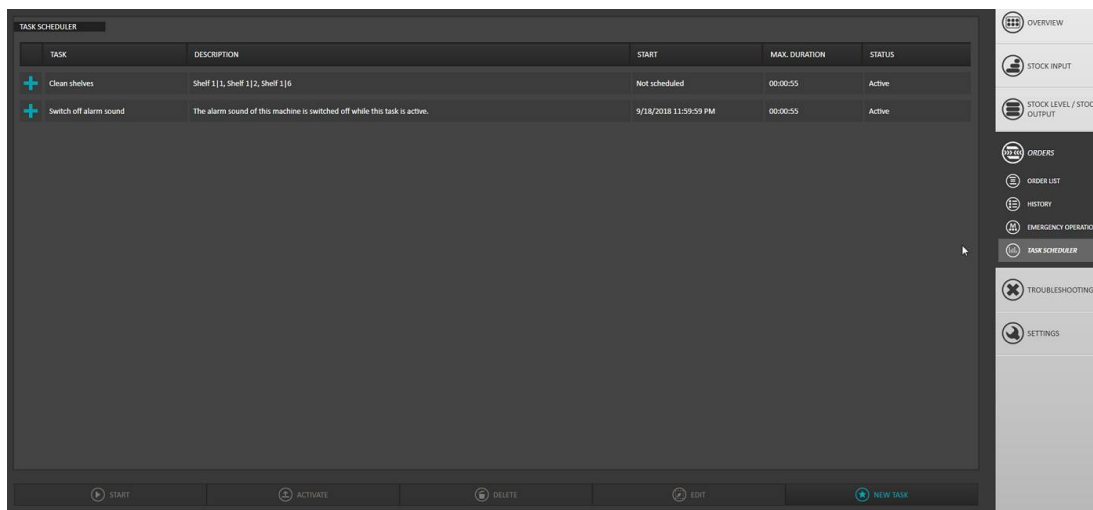 TASK SCHEDULER
TASK DESCRIPTION START MAX. DURATION STATUS
Clean shelves Shelf 1|1, Shelf 1|2, Shelf 1|6 Not scheduled 00:00:55 Active
Switch off alarm sound The alarm sound of this machine is switched off while this task is active. 9/18/2018 11:59:59 PM 00:00:55 Active
START ACTIVATE DELETE EDIT NEW TASK
OVERVIEW
STOCK INPUT
STOCK LEVEL / STOC
OUTPUT
ORDERS
ORDER LIST
HISTORY
EMERGENCY OPERATIO
TASK SCHEDULER
TROUBLESHOOTING
SETTINGS